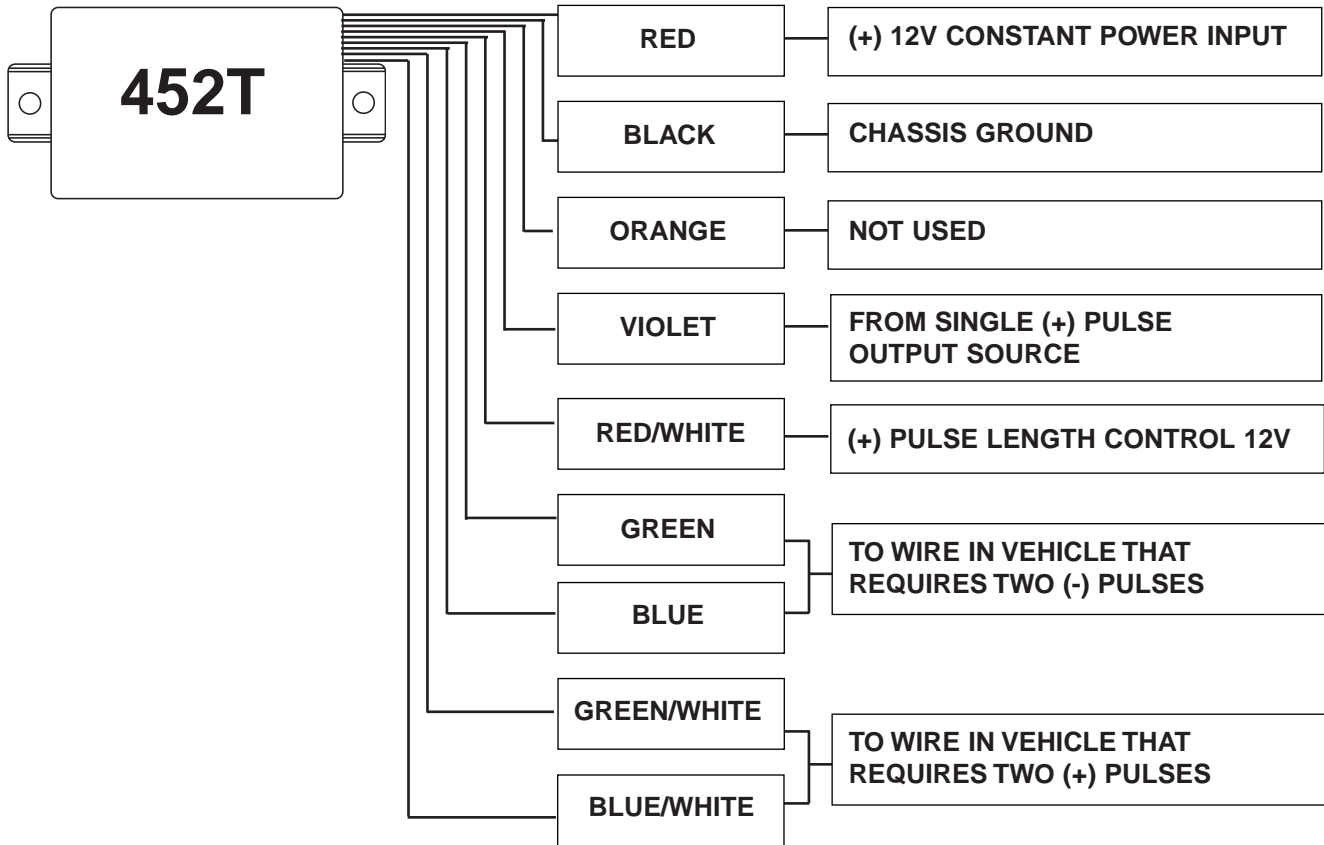 452T
RED
(+) 12V CONSTANT POWER INPUT
BLACK
CHASSIS GROUND
ORANGE
NOT USED
VIOLET
FROM SINGLE (+) PULSE
OUTPUT SOURCE
RED/WHITE
(+) PULSE LENGTH CONTROL 12V
GREEN
BLUE
TO WIRE IN VEHICLE THAT
REQUIRES TWO (-) PULSES
GREEN/WHITE
BLUE/WHITE
TO WIRE IN VEHICLE THAT
REQUIRES TWO (+) PULSES